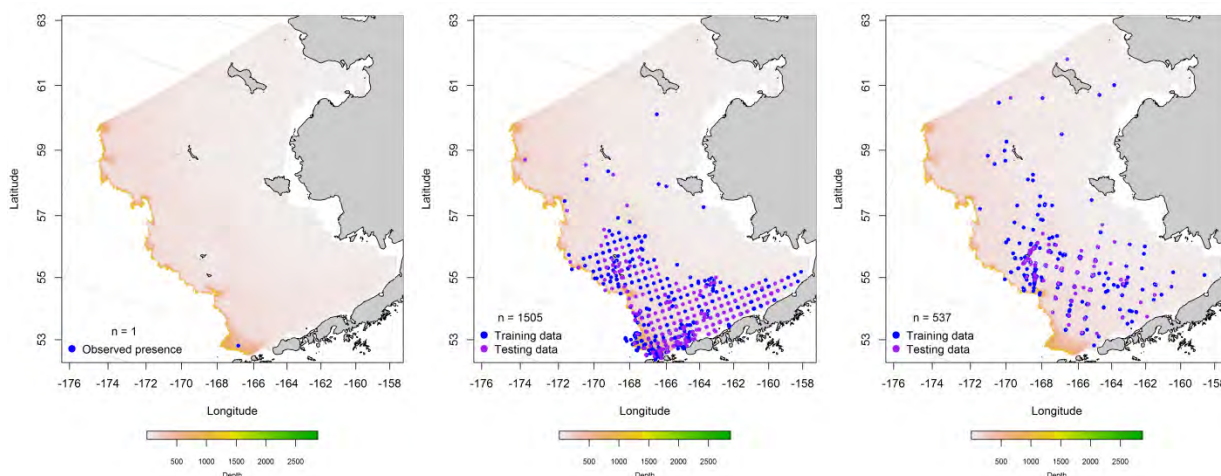 63
61
59
57
55
53
Latitude
n = 1
Observed presence
-176 -174 -172 -170 -168 -166 -164 -162 -160 -158
Longitude
500 1000 1500 2000 2500
Depth
63
61
59
57
55
53
Latitude
n = 1505
Training data
Testing data
-176 -174 -172 -170 -168 -166 -164 -162 -160 -158
Longitude
500 1000 1500 2000 2500
Depth
63
61
59
57
55
53
Latitude
n = 537
Training data
Testing data
-176 -174 -172 -170 -168 -166 -164 -162 -160 -158
Longitude
500 1000 1500 2000 2500
Depth